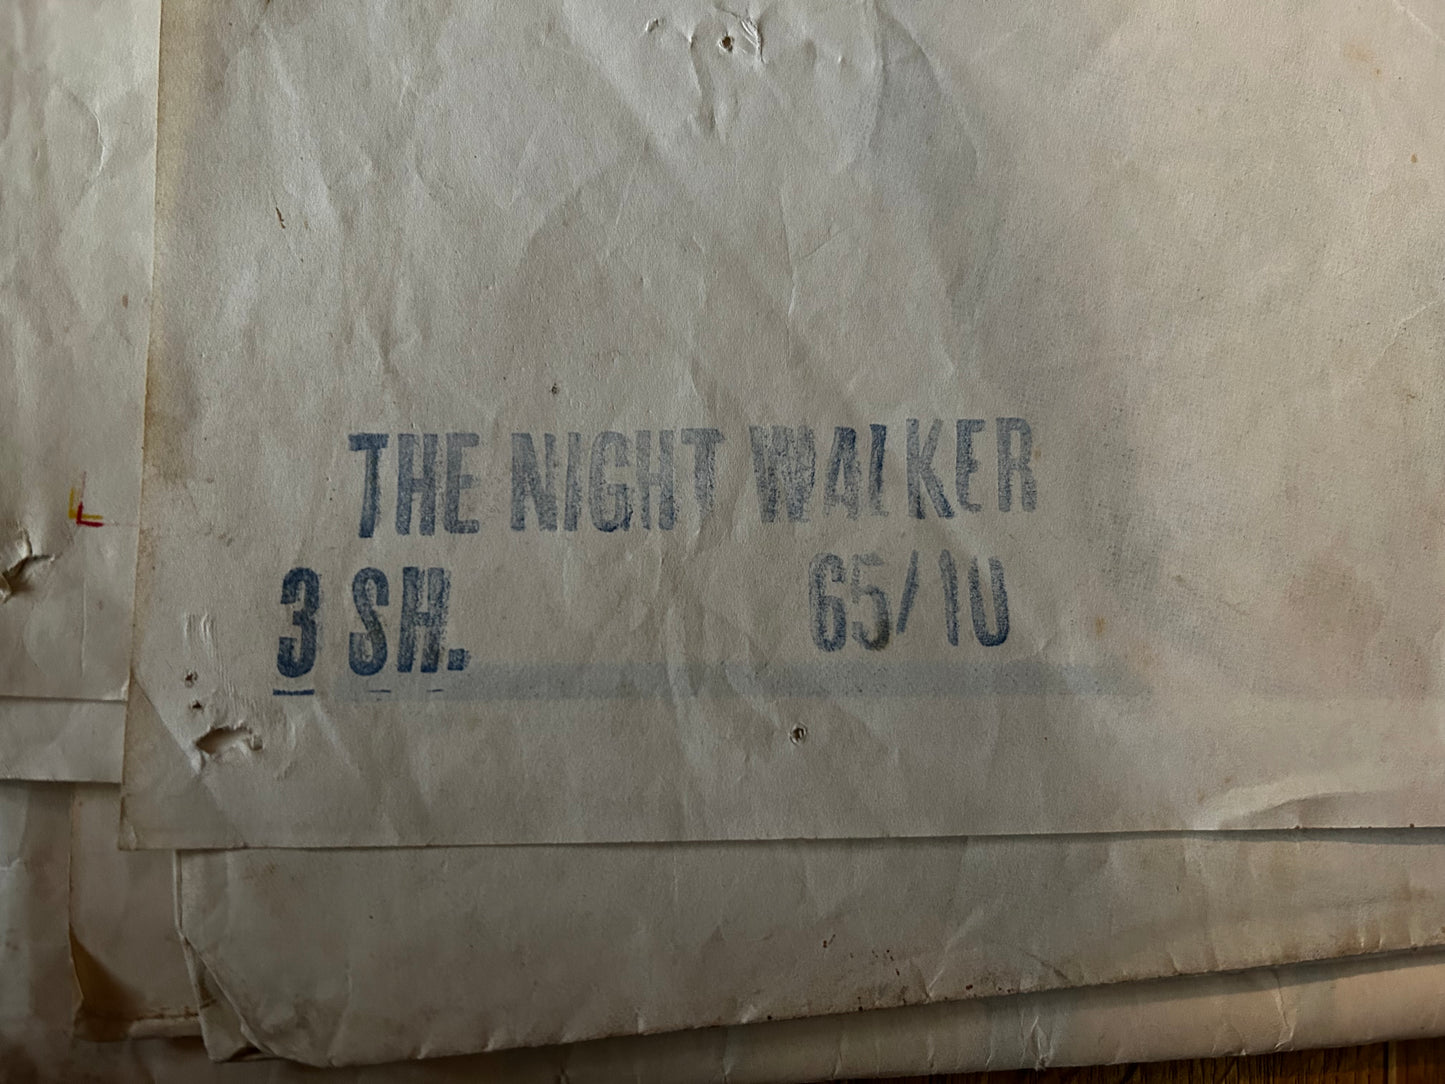 THE NIGHT WALKER
3 SH. 65/10